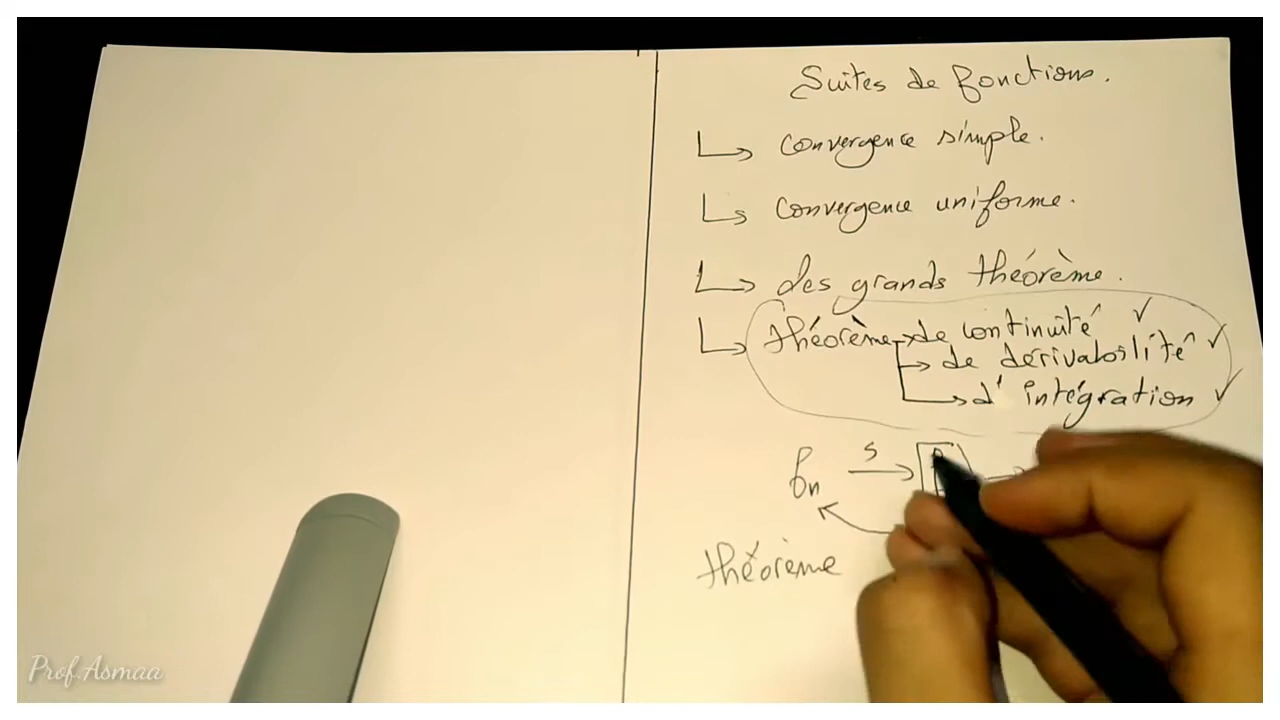 Suites de fonctions.
↳ convergence simple.
↳ convergence uniforme.
↳ des grands théorème.
↳ théorème → de continuité ✓
→ de dérivabilité ✓
→ d'intégration ✓
fn s→ f
théorème
Prof.Asmaa